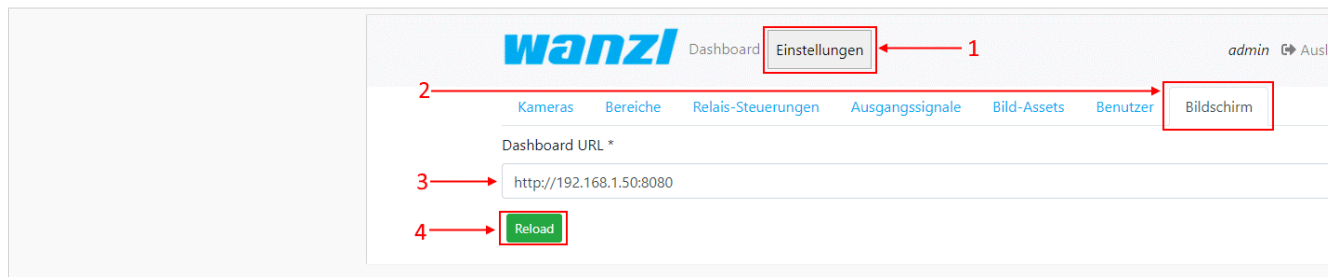 wanzl Dashboard Einstellungen 1 admin Ausl
2
Kameras Bereiche Relais-Steuerungen Ausgangssignale Bild-Assets Benutzer Bildschirm
Dashboard URL *
3 http://192.168.1.50:8080
4 Reload